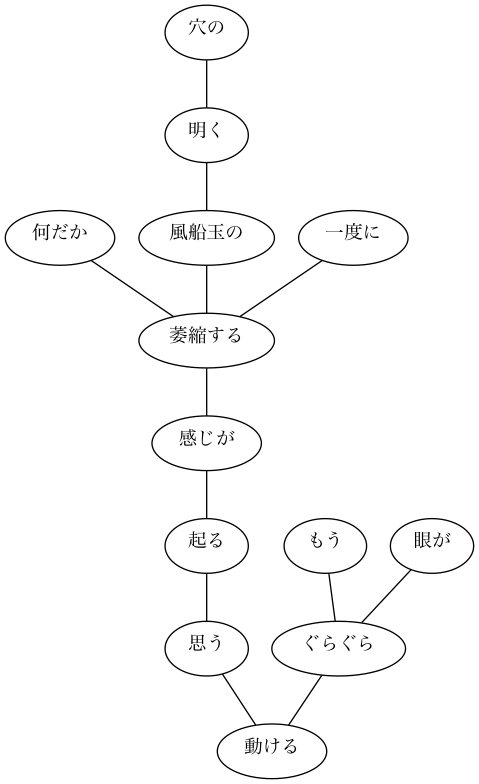 穴の
明く
何だか
風船玉の
一度に
萎縮する
感じが
起る
もう
眼が
思う
ぐらぐら
動ける